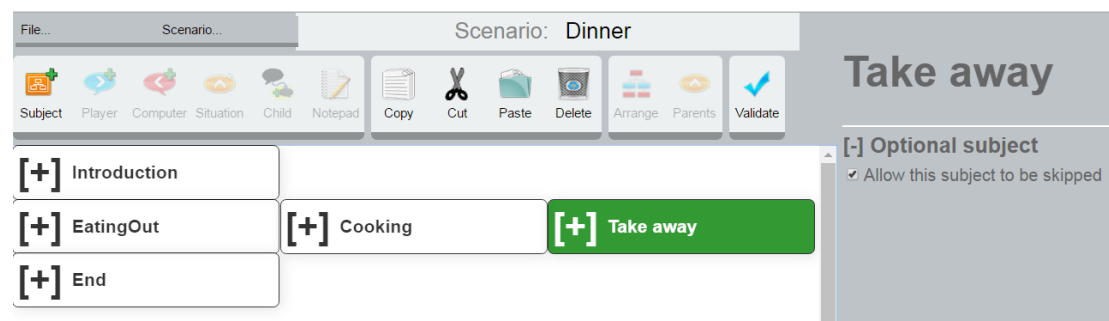 File... Scenario... Scenario: Dinner
Subject Player Computer Situation Child Notepad Copy Cut Paste Delete Arrange Parents Validate
Take away
[-] Optional subject
Allow this subject to be skipped
[+] Introduction
[+] EatingOut [+] Cooking [+] Take away
[+] End